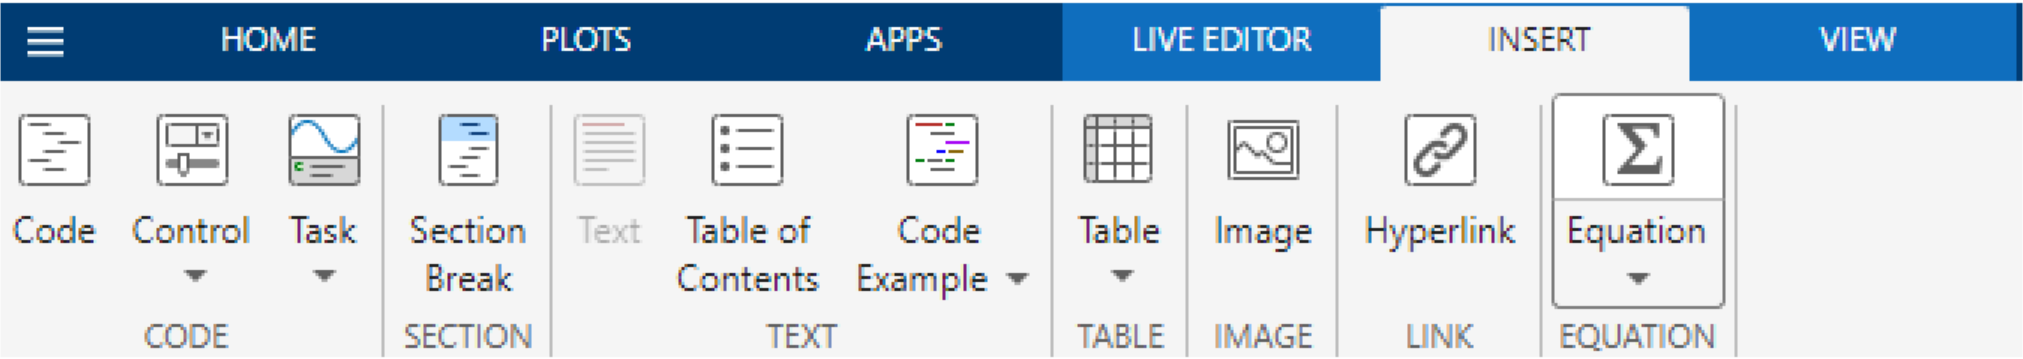 HOME PLOTS APPS LIVE EDITOR INSERT VIEW
Code Control Task Section Text Table of Code Table Image Hyperlink Equation
Break Contents Example
CODE SECTION TEXT TABLE IMAGE LINK EQUATION